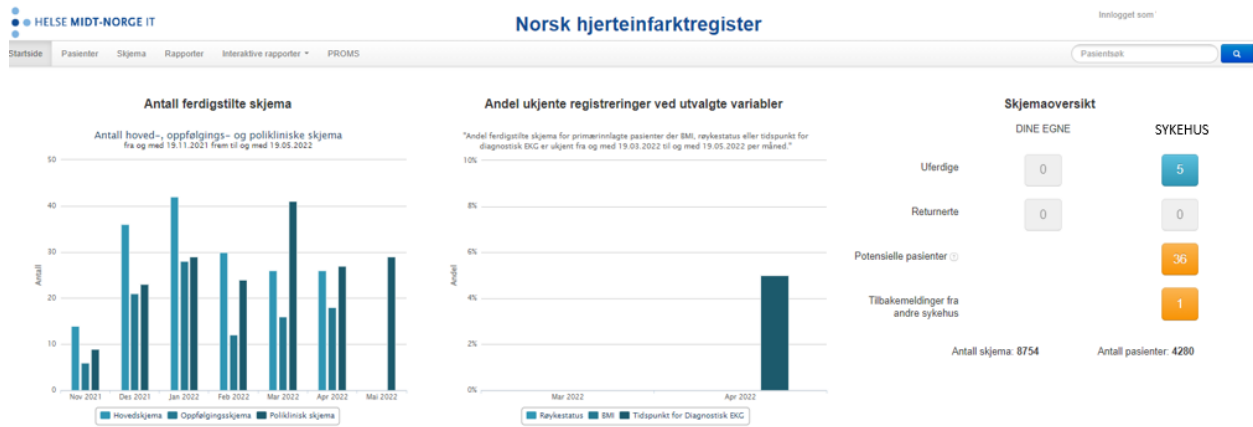 HELSE MIDT-NORGE IT
Norsk hjerteinfarktregister
Innlogget som
Startside Pasienter Skjema Rapporter Interaktive rapporter PROMS
Pasientsøk
Antall ferdigstilte skjema
Antall hoved-, oppfølgings- og polikliniske skjema
fra og med 19.11.2021 frem til og med 19.05.2022
50
40
30
20
10
0
Antall
Nov 2021 Des 2021 Jan 2022 Feb 2022 Mar 2022 Apr 2022 Mai 2022
Hovedskjema Oppfølgingsskjema Poliklinisk skjema
Andel ukjente registreringer ved utvalgte variabler
"Andel ferdigstilte skjema for primærinnlagte pasienter der BMI, røykestatus eller tidspunkt for
diagnostisk EKG er ukjent fra og med 19.03.2022 til og med 19.05.2022 per måned."
10%
8%
6%
4%
2%
0%
Andel
Mar 2022 Apr 2022
Røykestatus BMI Tidspunkt for Diagnostisk EKG
Skjemaoversikt
DINE EGNE SYKEHUS
Uferdige 0 5
Returnerte 0 0
Potensielle pasienter ? 36
Tilbakemeldinger fra
andre sykehus 1
Antall skjema: 8754 Antall pasienter: 4280